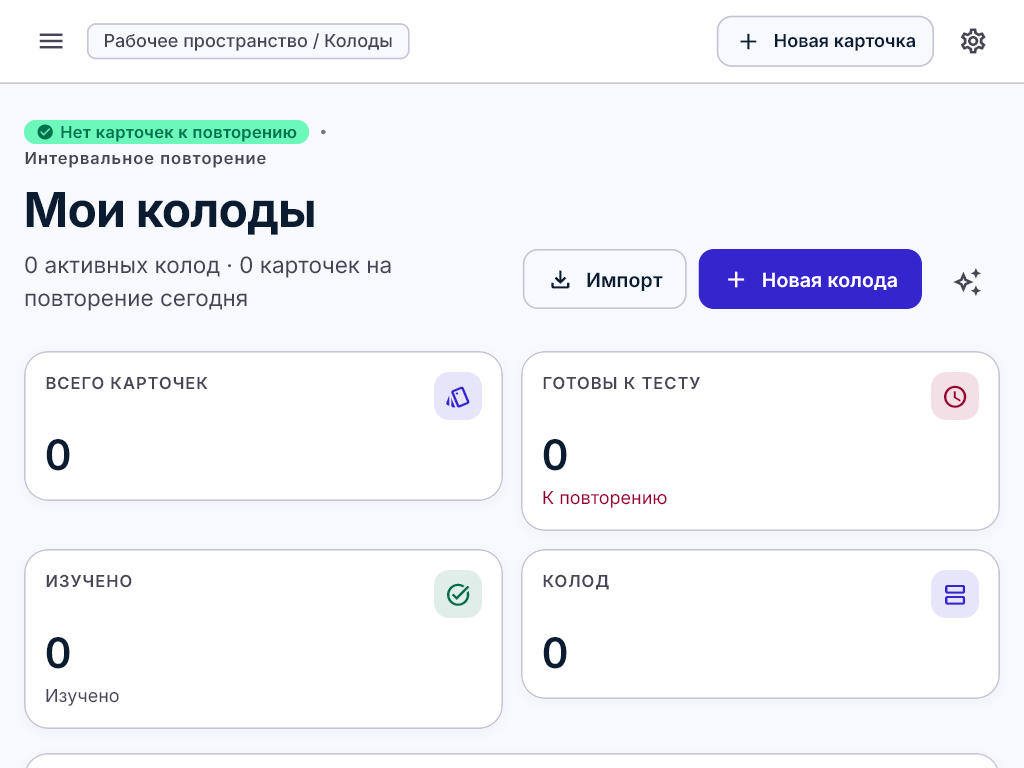 Рабочее пространство / Колоды
Новая карточка
Нет карточек к повторению •
Интервальное повторение
Мои колоды
0 активных колод · 0 карточек на
повторение сегодня
Импорт
Новая колода
ВСЕГО КАРТОЧЕК
0
ГОТОВЫ К ТЕСТУ
0
К повторению
ИЗУЧЕНО
0
Изучено
КОЛОД
0